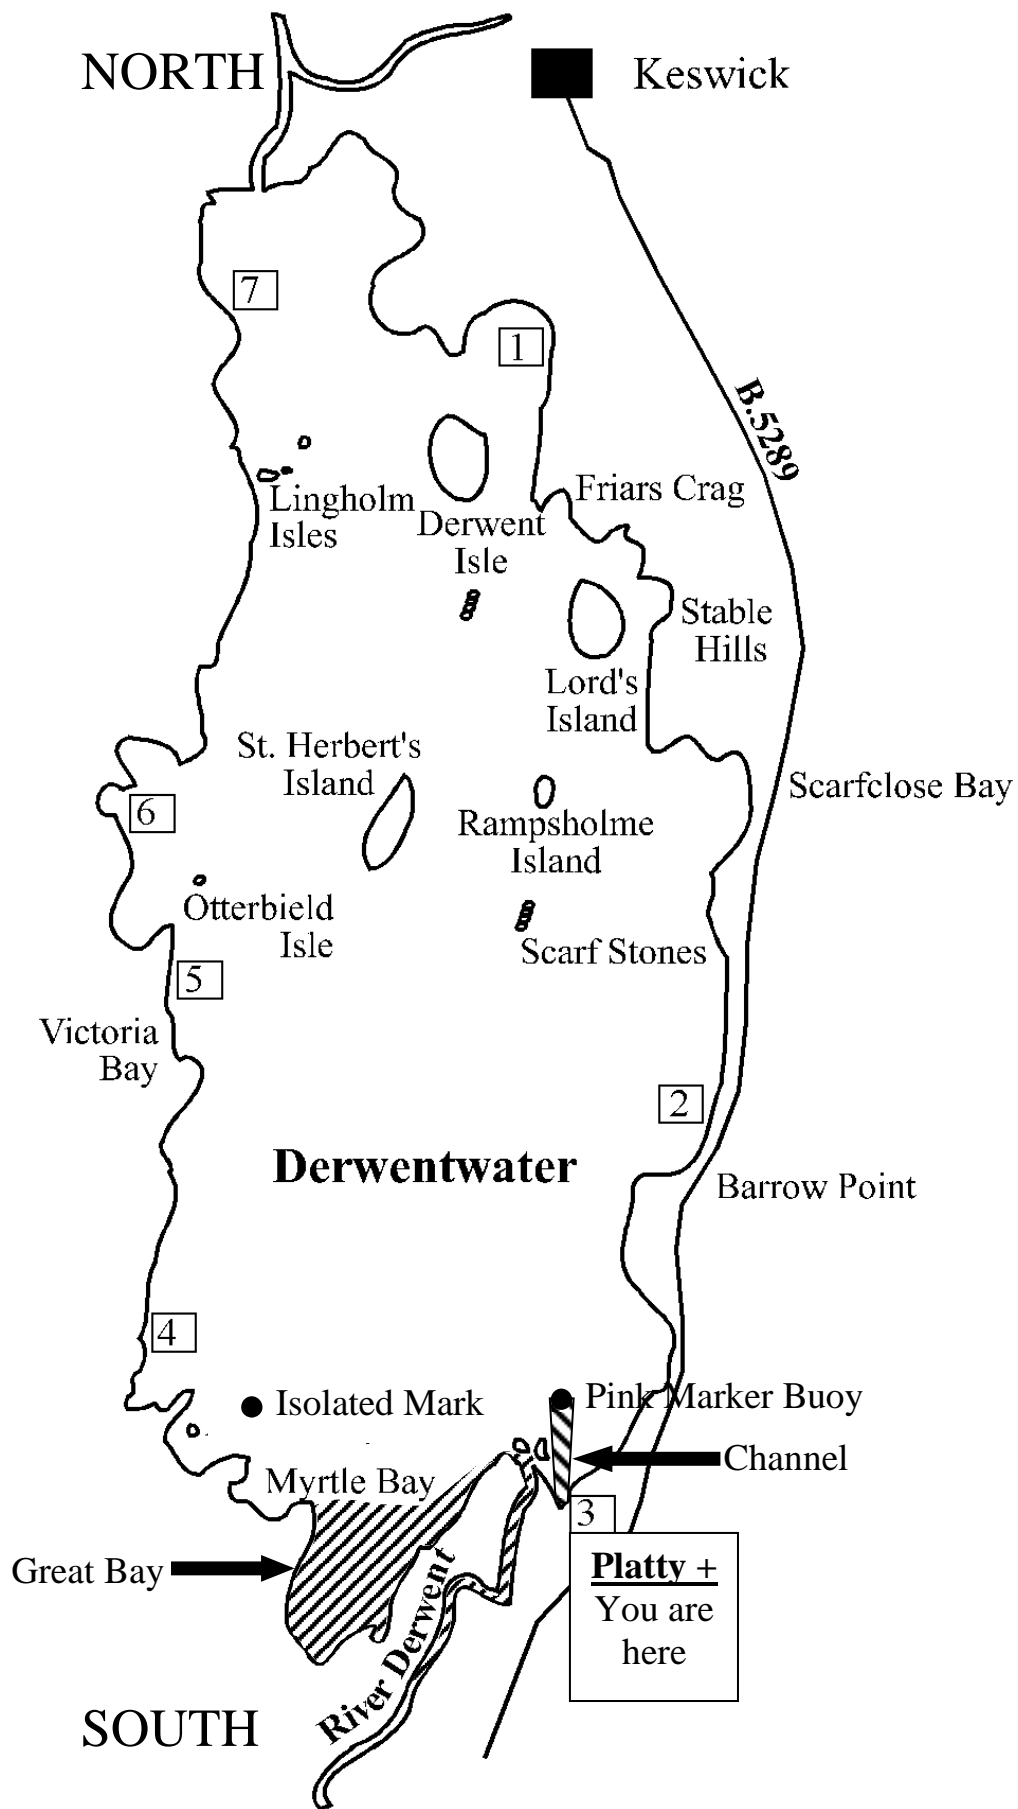 NORTH
Keswick
7
1
B.5289
Friars Crag
Lingholm
Isles
Derwent
Isle
Stable
Hills
Lord's
Island
St. Herbert's
Island
Scarfclose Bay
6
Rampsholme
Island
Otterbield
Isle
Scarf Stones
5
Victoria
Bay
2
Derwentwater
Barrow Point
4
Isolated Mark
Pink Marker Buoy
Channel
Myrtle Bay
3
Great Bay
Platty +
You are
here
River Derwent
SOUTH